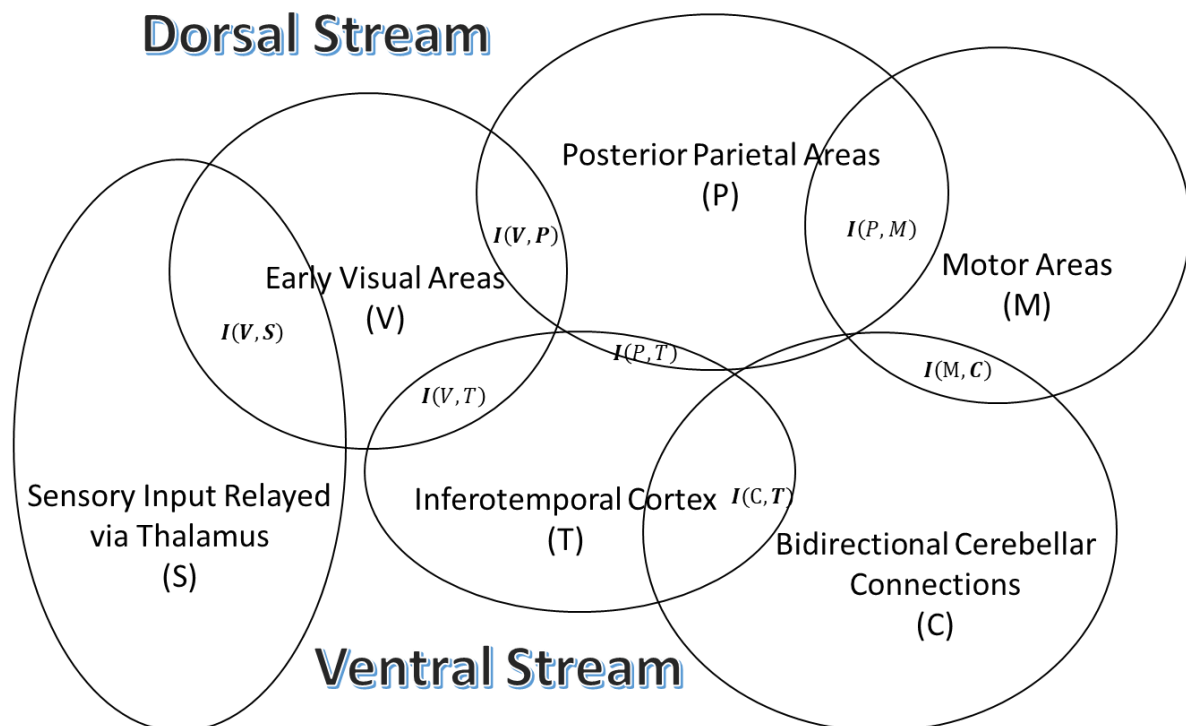 Dorsal Stream
Posterior Parietal Areas
(P)
I(V, P)
I(P, M)
Early Visual Areas
(V)
Motor Areas
(M)
I(V, S)
I(P, T)
I(M, C)
I(V, T)
Sensory Input Relayed
via Thalamus
(S)
Inferotemporal Cortex
(T)
I(C, T)
Bidirectional Cerebellar
Connections
(C)
Ventral Stream